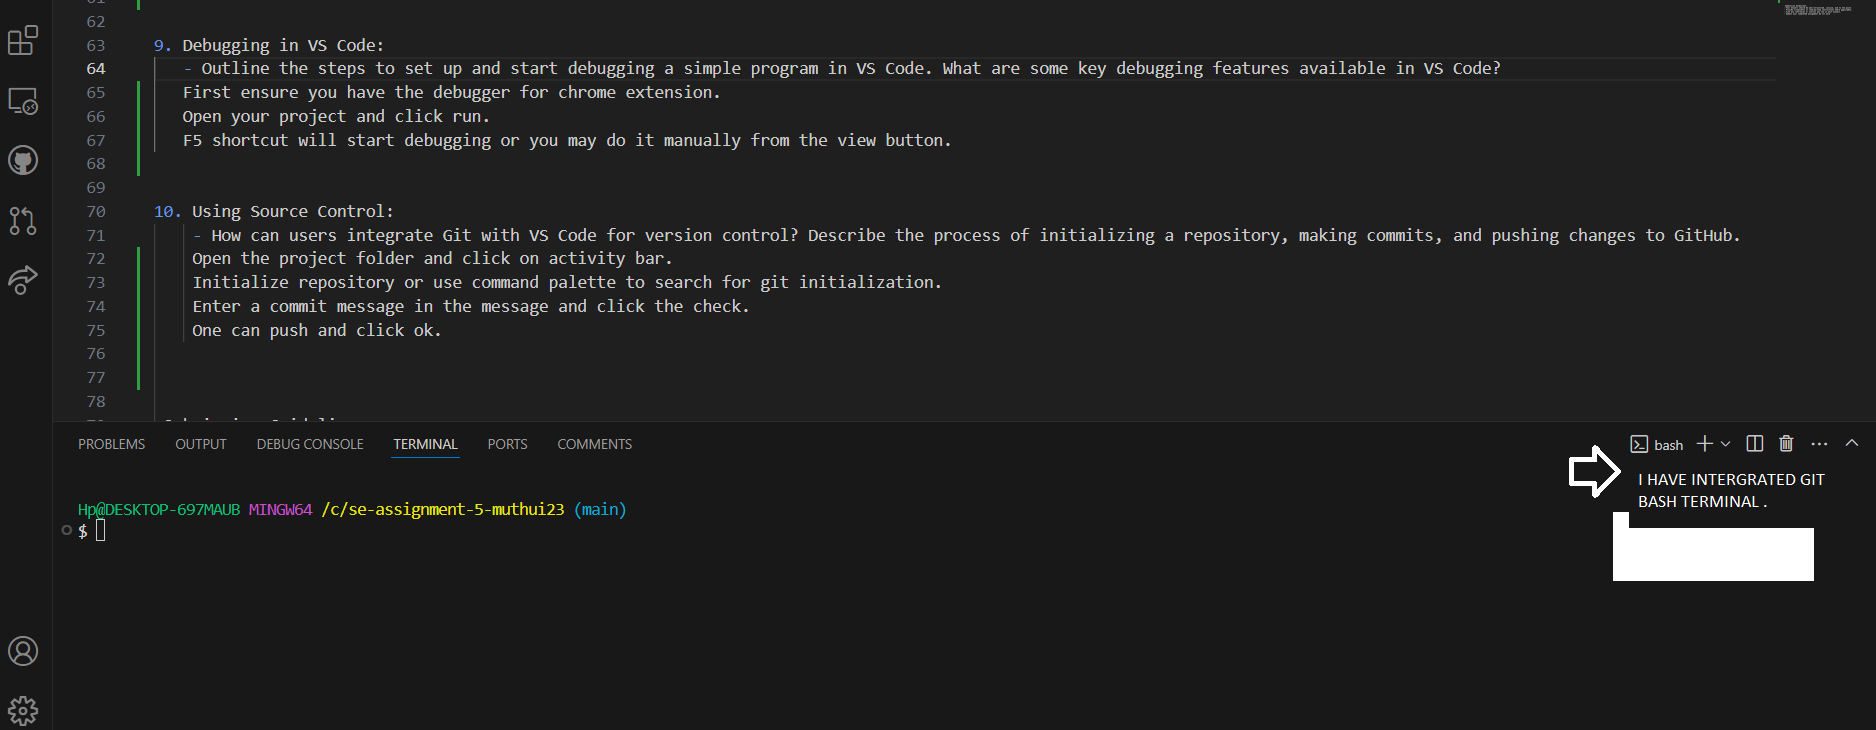 61
62
63 9. Debugging in VS Code:
64 - Outline the steps to set up and start debugging a simple program in VS Code. What are some key debugging features available in VS Code?
65 First ensure you have the debugger for chrome extension.
66 Open your project and click run.
67 F5 shortcut will start debugging or you may do it manually from the view button.
68
69
70 10. Using Source Control:
71 - How can users integrate Git with VS Code for version control? Describe the process of initializing a repository, making commits, and pushing changes to GitHub.
72 Open the project folder and click on activity bar.
73 Initialize repository or use command palette to search for git initialization.
74 Enter a commit message in the message and click the check.
75 One can push and click ok.
76
77
78
PROBLEMS OUTPUT DEBUG CONSOLE TERMINAL PORTS COMMENTS
bash
I HAVE INTERGRATED GIT
BASH TERMINAL .
Hp@DESKTOP-697MAUB MINGW64 /c/se-assignment-5-muthui23 (main)
$